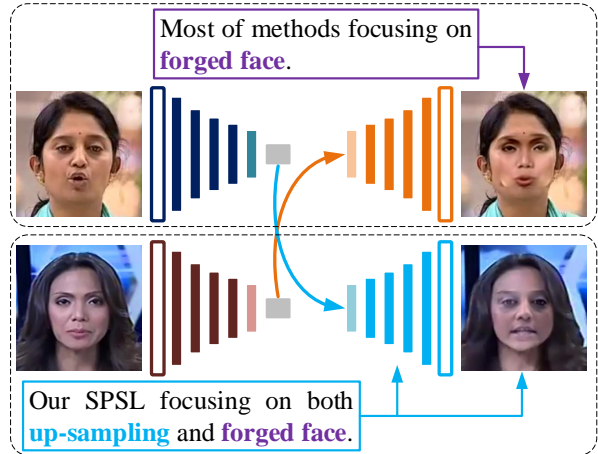 Most of methods focusing on
forged face.
Our SPSL focusing on both
up-sampling and forged face.